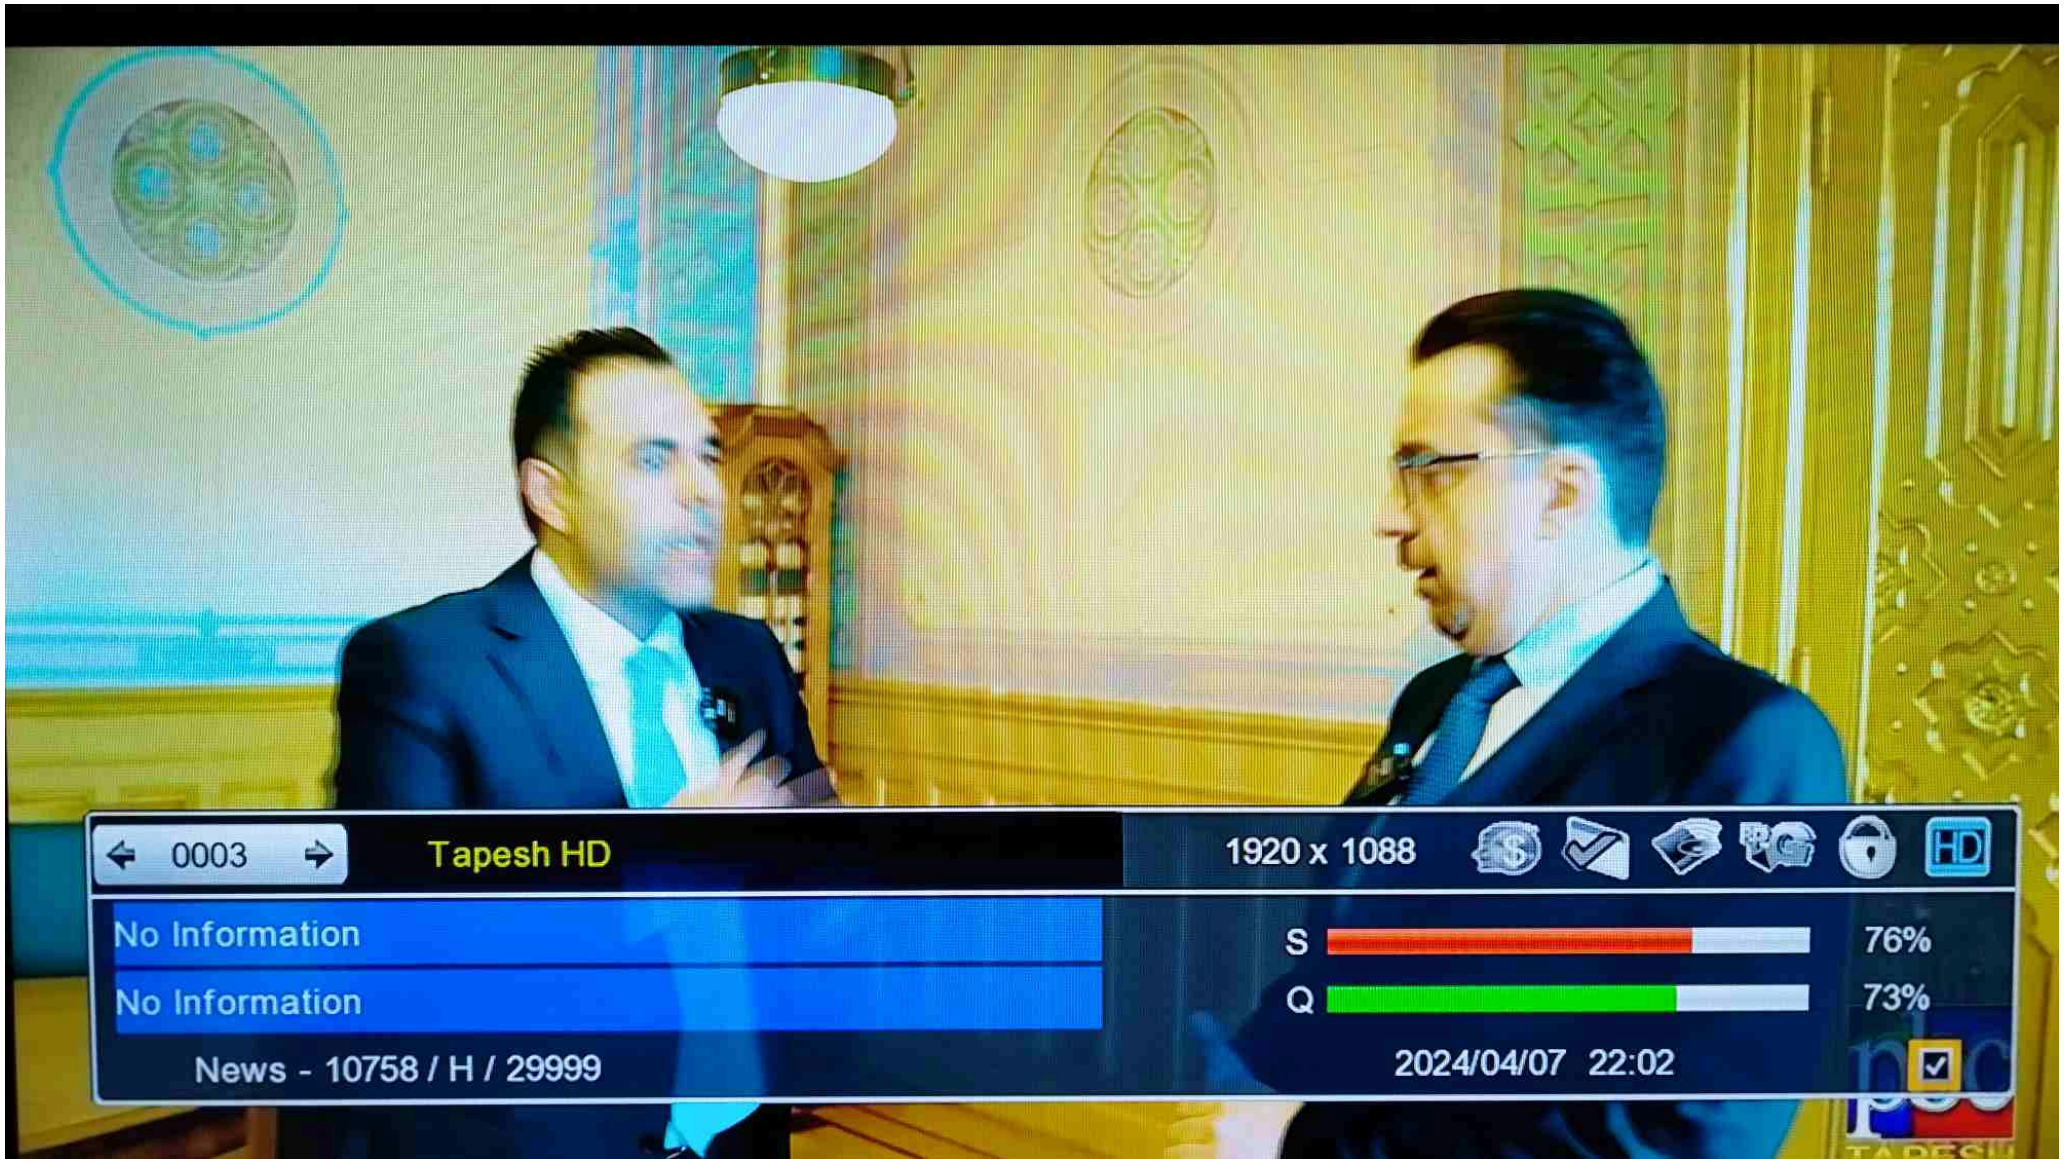 0003
Tapesh HD
1920 x 1088
HD
No Information
S 76%
No Information
Q 73%
News - 10758 / H / 29999
2024/04/07 22:02
TAPESH